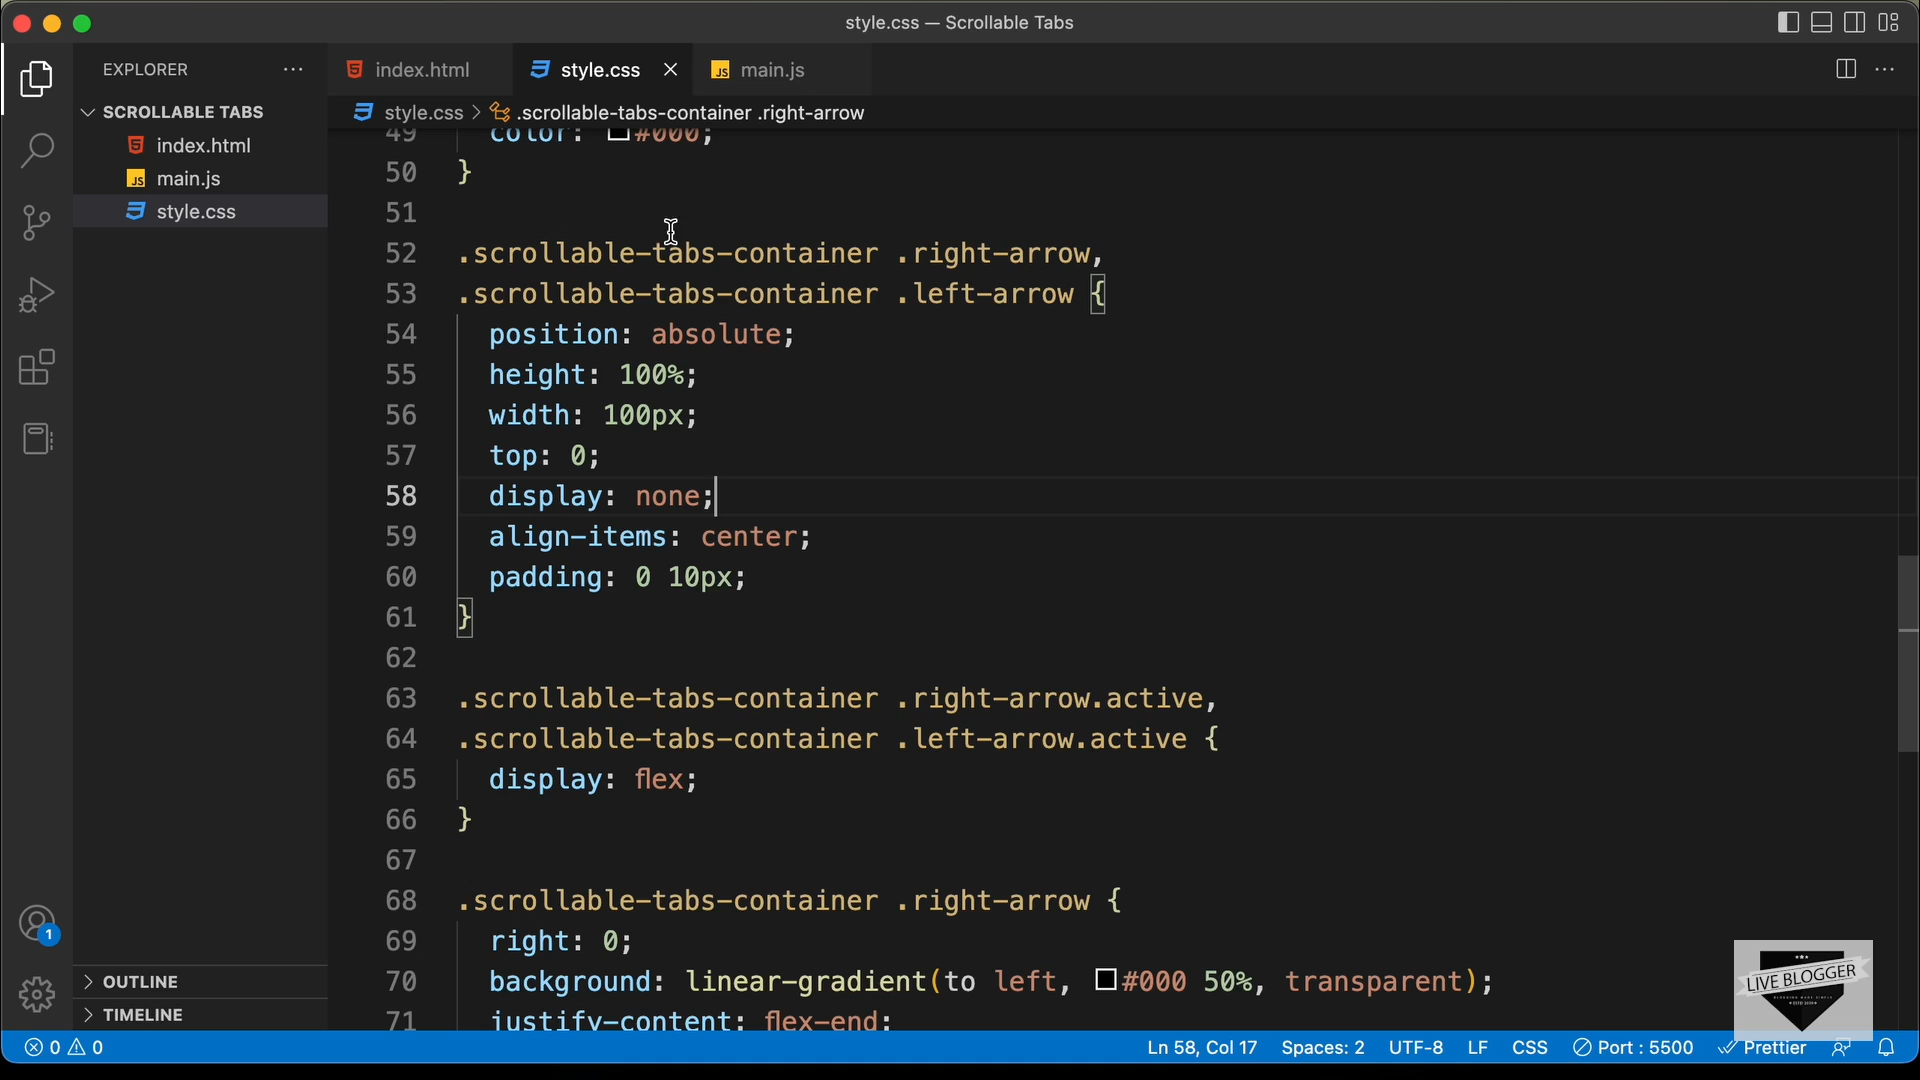 style.css — Scrollable Tabs
EXPLORER
index.html
style.css
main.js
SCROLLABLE TABS
style.css
.scrollable-tabs-container .right-arrow
index.html
main.js
style.css
49 color: #000;
50 }
51
52 .scrollable-tabs-container .right-arrow,
53 .scrollable-tabs-container .left-arrow {
54 position: absolute;
55 height: 100%;
56 width: 100px;
57 top: 0;
58 display: none;
59 align-items: center;
60 padding: 0 10px;
61 }
62
63 .scrollable-tabs-container .right-arrow.active,
64 .scrollable-tabs-container .left-arrow.active {
65 display: flex;
66 }
67
68 .scrollable-tabs-container .right-arrow {
69 right: 0;
70 background: linear-gradient(to left, #000 50%, transparent);
71 justify-content: flex-end;
1
OUTLINE
TIMELINE
LIVE BLOGGER
0 0
Ln 58, Col 17
Spaces: 2
UTF-8
LF
CSS
Port : 5500
Prettier